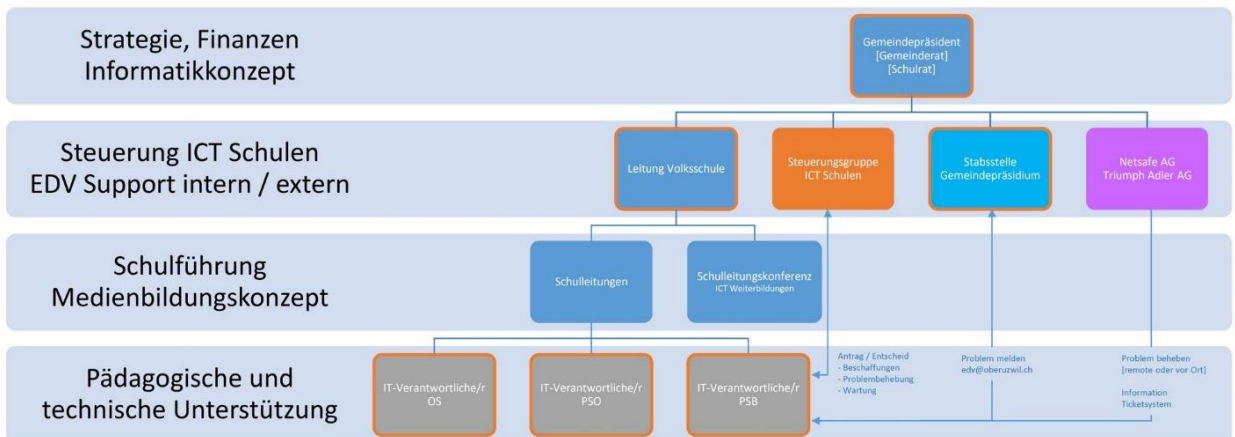 Strategie, Finanzen
Informatikkonzept
Gemeindepräsident
[Gemeinderat]
[Schulrat]
Steuerung ICT Schulen
EDV Support intern / extern
Leitung Volksschule
Steuerungsgruppe
ICT Schulen
Stabsstelle
Gemeindepräsidium
Netsafe AG
Triumph Adler AG
Schulführung
Medienbildungskonzept
Schulleitungen
Schulleitungskonferenz
ICT Weiterbildungen
Pädagogische und
technische Unterstützung
IT-Verantwortliche/r
OS
IT-Verantwortliche/r
PSO
IT-Verantwortliche/r
PSB
Antrag / Entscheid
- Beschaffungen
- Problembehebung
- Wartung
Problem melden
edv@oberuzwil.ch
Problem beheben
[remote oder vor Ort]
Information
Ticketsystem